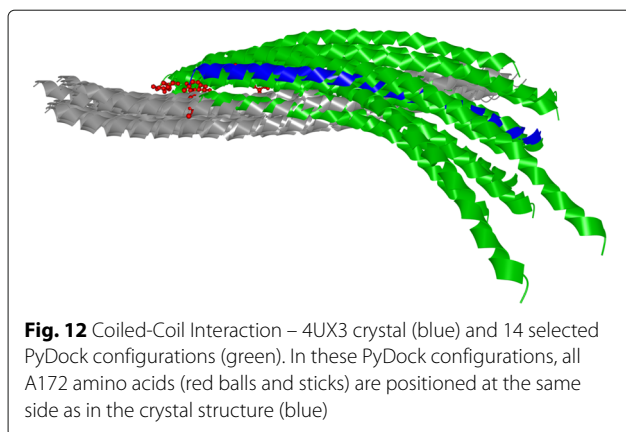 Fig. 12 Coiled-Coil Interaction – 4UX3 crystal (blue) and 14 selected
PyDock configurations (green). In these PyDock configurations, all
A172 amino acids (red balls and sticks) are positioned at the same
side as in the crystal structure (blue)